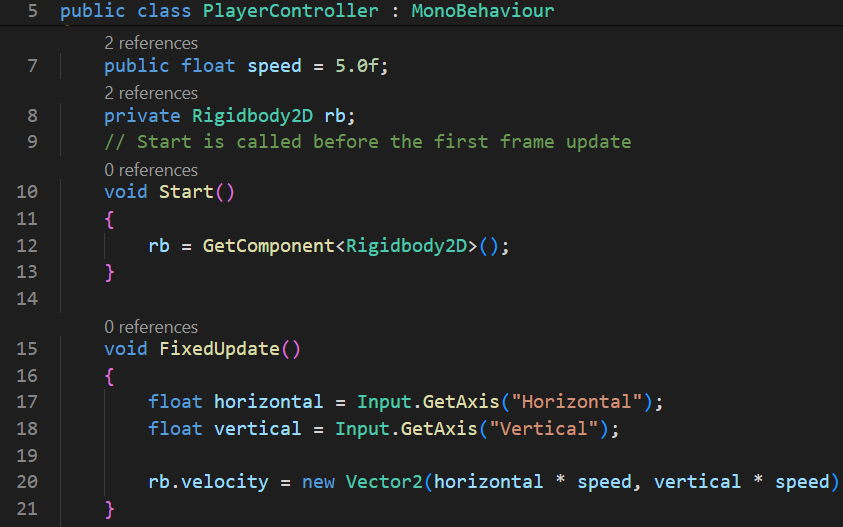 5 public class PlayerController : MonoBehaviour
2 references
7 public float speed = 5.0f;
2 references
8 private Rigidbody2D rb;
9 // Start is called before the first frame update
0 references
10 void Start()
11 {
12 rb = GetComponent<Rigidbody2D>();
13 }
14
0 references
15 void FixedUpdate()
16 {
17 float horizontal = Input.GetAxis("Horizontal");
18 float vertical = Input.GetAxis("Vertical");
19
20 rb.velocity = new Vector2(horizontal * speed, vertical * speed)
21 }